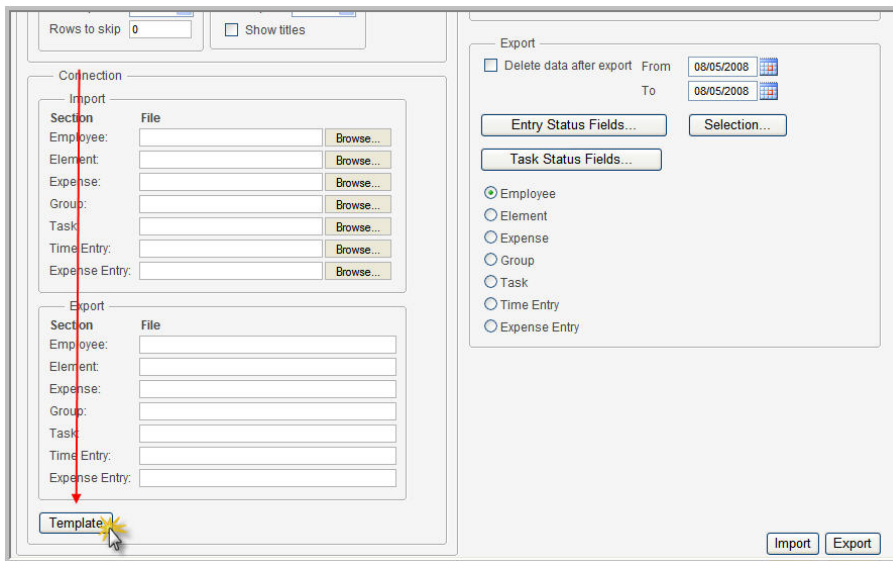 Rows to skip 0
Show titles
Connection
Import
Section File
Employee: Browse...
Element: Browse...
Expense: Browse...
Group: Browse...
Task: Browse...
Time Entry: Browse...
Expense Entry: Browse...
Export
Section File
Employee:
Element:
Expense:
Group:
Task:
Time Entry:
Expense Entry:
Template
Export
Delete data after export From 08/05/2008
To 08/05/2008
Entry Status Fields... Selection...
Task Status Fields...
Employee
Element
Expense
Group
Task
Time Entry
Expense Entry
Import Export